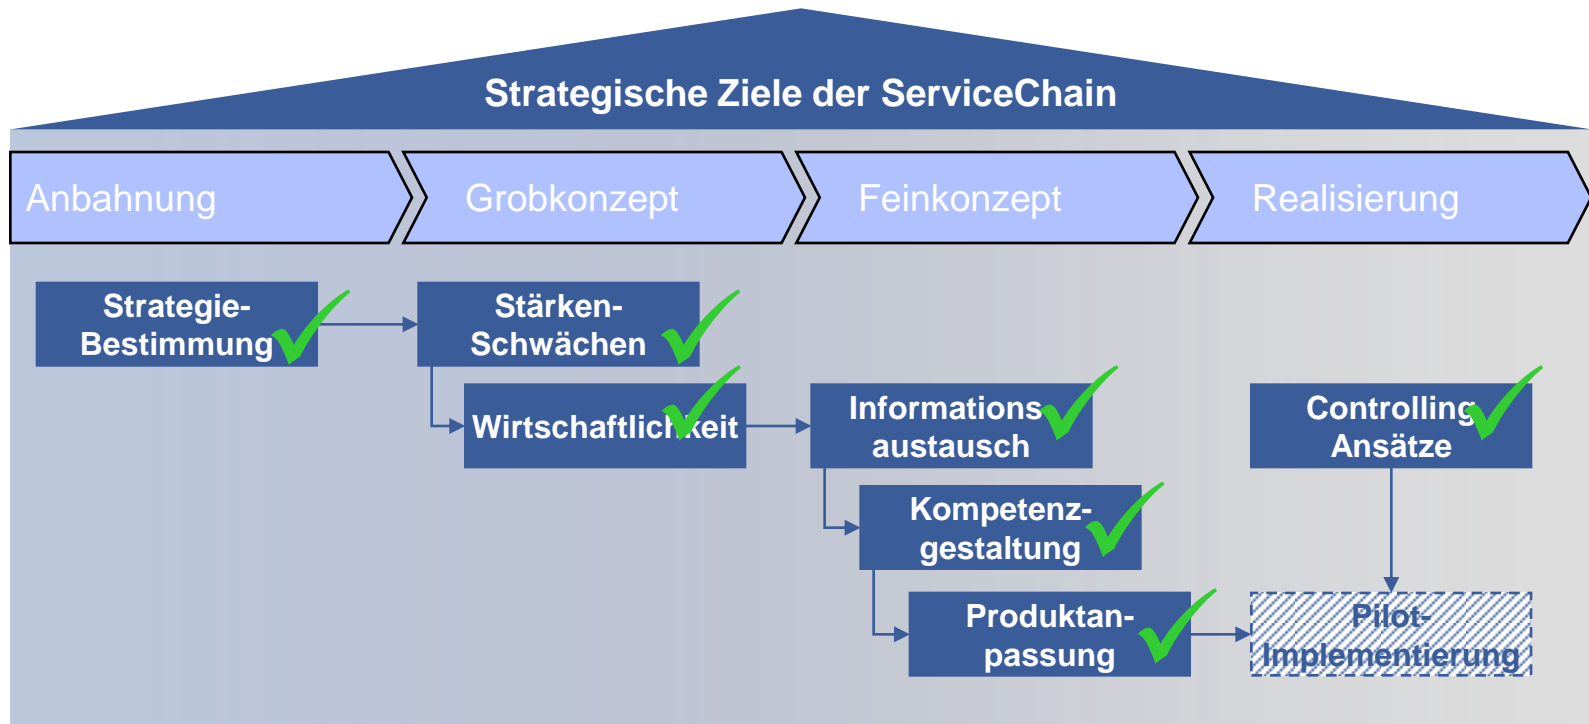 Strategische Ziele der ServiceChain
Anbahnung
Grobkonzept
Feinkonzept
Realisierung
Strategie-
Bestimmung
Stärken-
Schwächen
Wirtschaftlichkeit
Informations
austausch
Kompetenz-
gestaltung
Produktan-
passung
Controlling
Ansätze
Pilot-
Implementierung